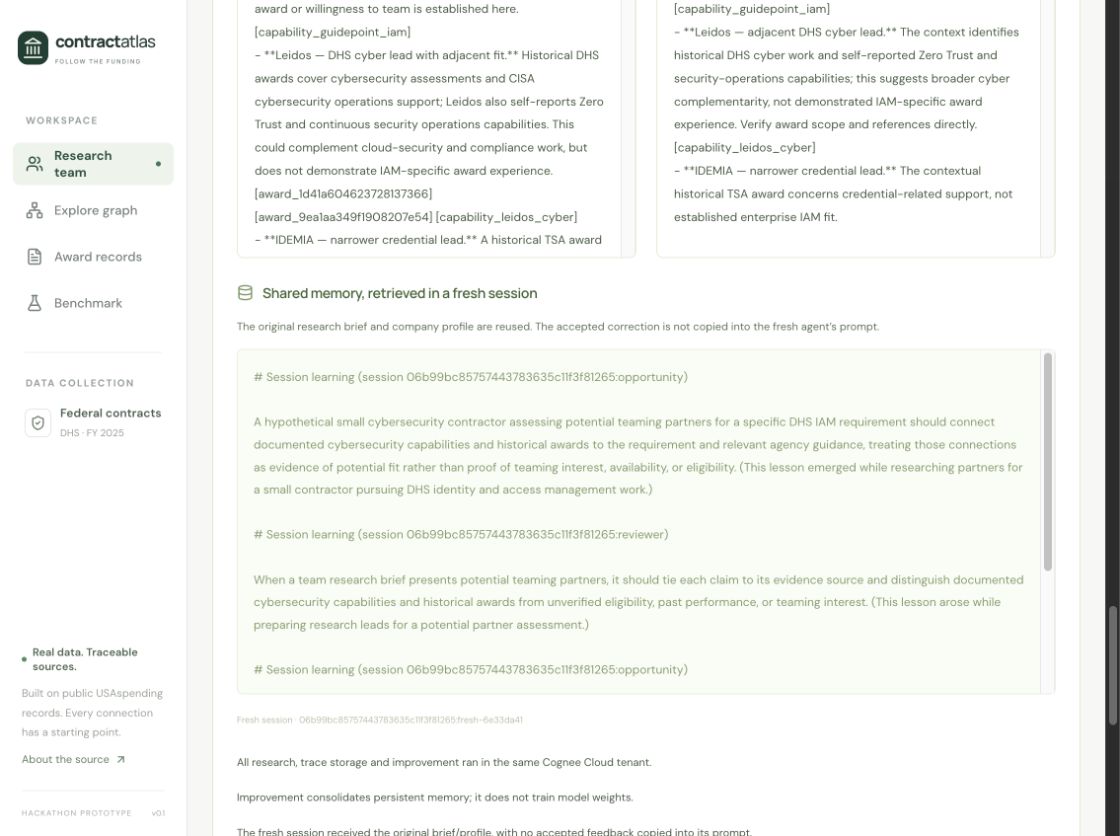 contractatlas
FOLLOW THE FUNDING
WORKSPACE
Research
team
Explore graph
Award records
Benchmark
DATA COLLECTION
Federal contracts
DHS · FY 2025
Real data. Traceable
sources.
Built on public USAspending
records. Every connection
has a starting point.
About the source ↗
HACKATHON PROTOTYPE v0.1
award or willingness to team is established here.
[capability_guidepoint_iam]
- **Leidos — DHS cyber lead with adjacent fit.** Historical DHS
awards cover cybersecurity assessments and CISA
cybersecurity operations support; Leidos also self-reports Zero
Trust and continuous security operations capabilities. This
could complement cloud-security and compliance work, but
does not demonstrate IAM-specific award experience.
[award_1d41a604623728137366]
[award_9ea1aa349f1908207e54] [capability_leidos_cyber]
- **IDEMIA — narrower credential lead.** A historical TSA award
[capability_guidepoint_iam]
- **Leidos — adjacent DHS cyber lead.** The context identifies
historical DHS cyber work and self-reported Zero Trust and
security-operations capabilities; this suggests broader cyber
complementarity, not demonstrated IAM-specific award
experience. Verify award scope and references directly.
[capability_leidos_cyber]
- **IDEMIA — narrower credential lead.** The contextual
historical TSA award concerns credential-related support, not
established enterprise IAM fit.
Shared memory, retrieved in a fresh session
The original research brief and company profile are reused. The accepted correction is not copied into the fresh agent's prompt.
# Session learning (session 06b99bc85757443783635c11f3f81265:opportunity)
A hypothetical small cybersecurity contractor assessing potential teaming partners for a specific DHS IAM requirement should connect
documented cybersecurity capabilities and historical awards to the requirement and relevant agency guidance, treating those connections
as evidence of potential fit rather than proof of teaming interest, availability, or eligibility. (This lesson emerged while researching partners for
a small contractor pursuing DHS identity and access management work.)
# Session learning (session 06b99bc85757443783635c11f3f81265:reviewer)
When a team research brief presents potential teaming partners, it should tie each claim to its evidence source and distinguish documented
cybersecurity capabilities and historical awards from unverified eligibility, past performance, or teaming interest. (This lesson arose while
preparing research leads for a potential partner assessment.)
# Session learning (session 06b99bc85757443783635c11f3f81265:opportunity)
Fresh session · 06b99bc85757443783635c11f3f81265:fresh-6e33da41
All research, trace storage and improvement ran in the same Cognee Cloud tenant.
Improvement consolidates persistent memory; it does not train model weights.
The fresh session received the original brief/profile, with no accepted feedback copied into its prompt.